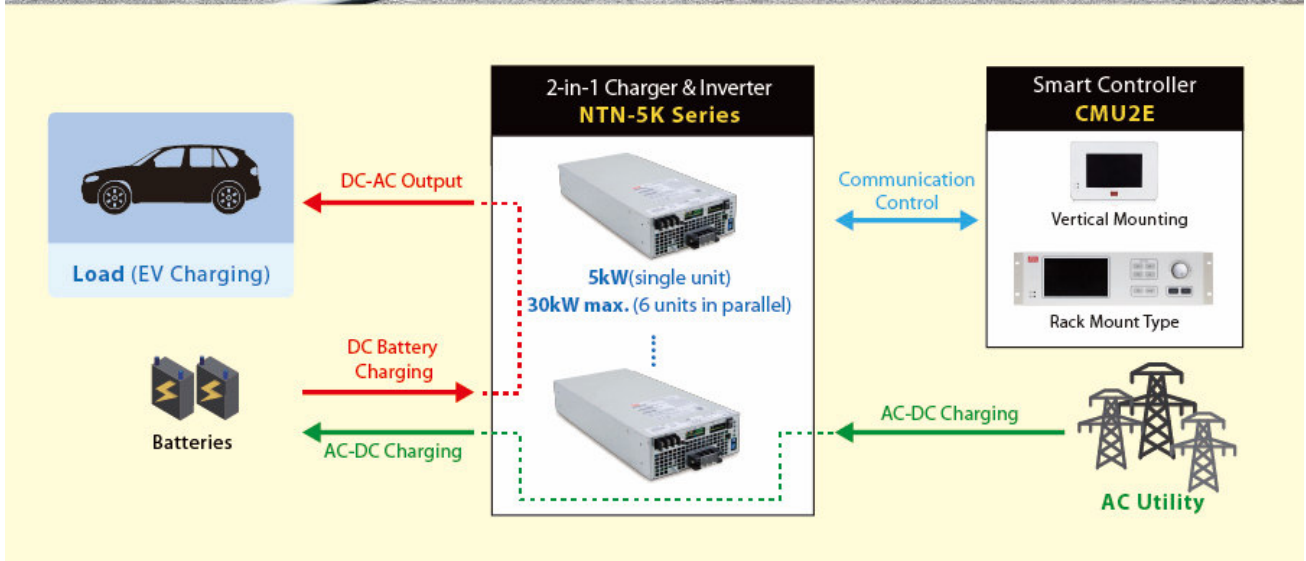 2-in-1 Charger & Inverter
NTN-5K Series
Smart Controller
CMU2E
DC-AC Output
Communication
Control
Vertical Mounting
Load (EV Charging)
5kW(single unit)
30kW max. (6 units in parallel)
Rack Mount Type
DC Battery
Charging
AC-DC Charging
Batteries
AC-DC Charging
AC Utility